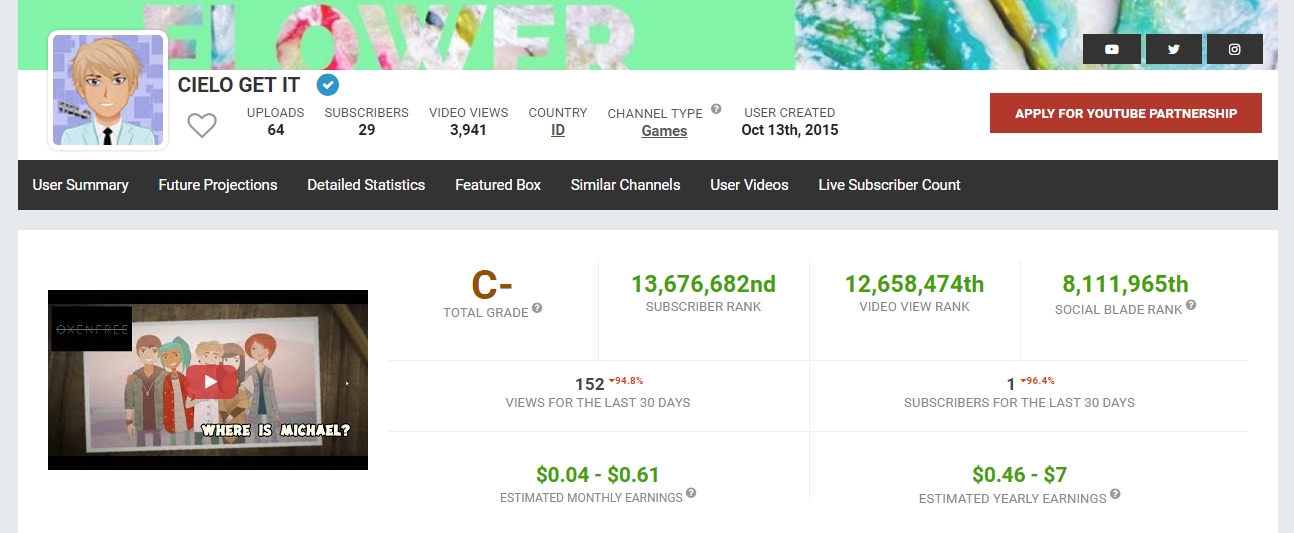 FLOWER
CIELO GET IT
UPLOADS SUBSCRIBERS VIDEO VIEWS COUNTRY CHANNEL TYPE ? USER CREATED
64 29 3,941 ID Games Oct 13th, 2015
APPLY FOR YOUTUBE PARTNERSHIP
User Summary Future Projections Detailed Statistics Featured Box Similar Channels User Videos Live Subscriber Count
C- 13,676,682nd 12,658,474th 8,111,965th
TOTAL GRADE ? SUBSCRIBER RANK VIDEO VIEW RANK SOCIAL BLADE RANK ?
OXENFREE
WHERE IS MICHAEL?
152 94.8% 1 96.4%
VIEWS FOR THE LAST 30 DAYS SUBSCRIBERS FOR THE LAST 30 DAYS
$0.04 - $0.61 $0.46 - $7
ESTIMATED MONTHLY EARNINGS ? ESTIMATED YEARLY EARNINGS ?